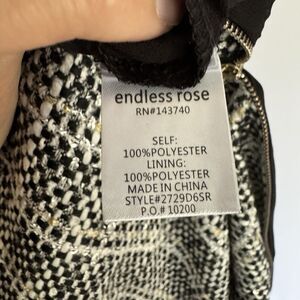 endless rose
RN#143740
SELF:
100%POLYESTER
LINING:
100%POLYESTER
MADE IN CHINA
STYLE#2729D6SR
P.O.# 10200